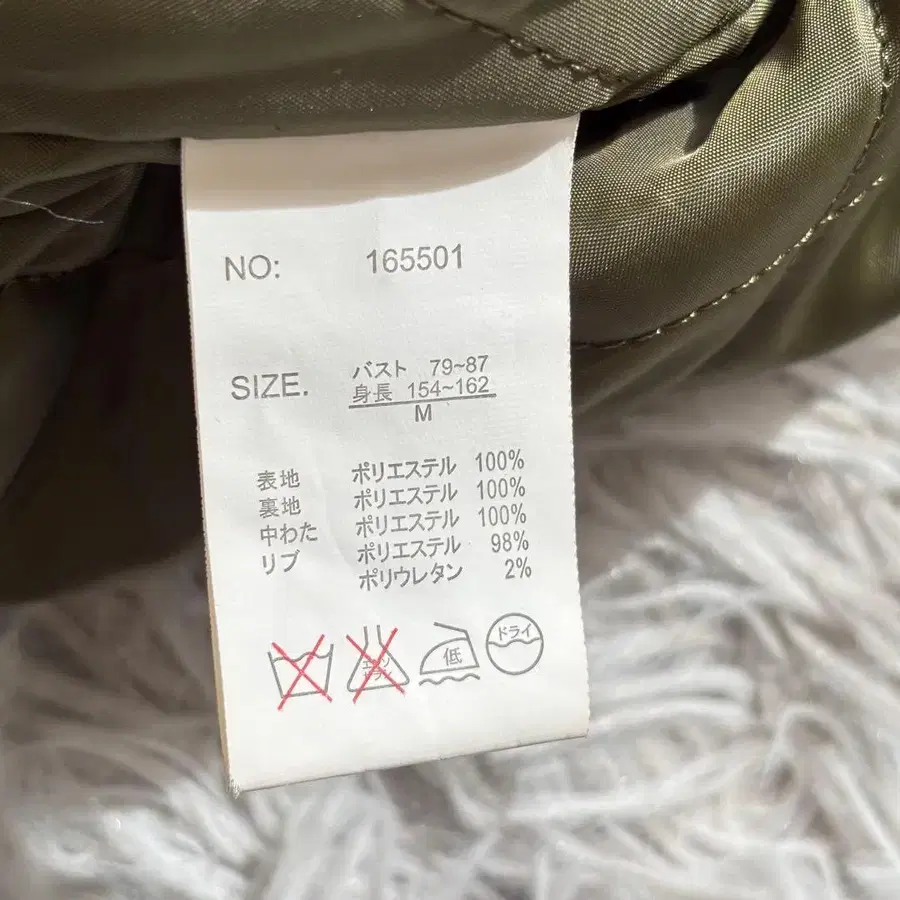 NO: 165501
バスト 79~87
SIZE. 身長 154~162
M
表地 ポリエステル 100%
裏地 ポリエステル 100%
中わた ポリエステル 100%
リブ ポリエステル 98%
ポリウレタン 2%
低 ドライ